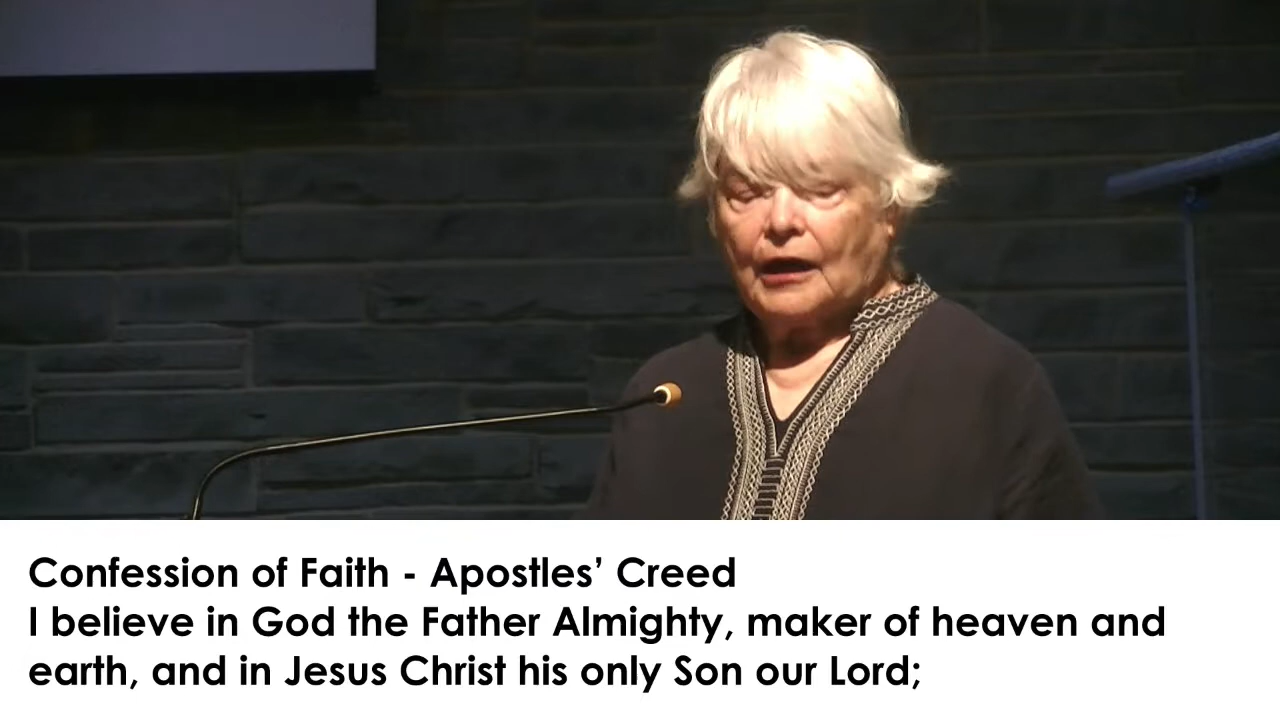 Confession of Faith - Apostles’ Creed
I believe in God the Father Almighty, maker of heaven and
earth, and in Jesus Christ his only Son our Lord;